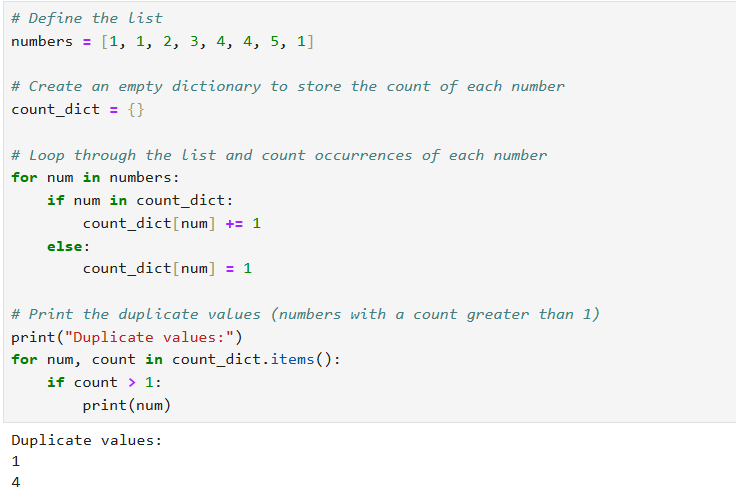 # Define the list
numbers = [1, 1, 2, 3, 4, 4, 5, 1]
# Create an empty dictionary to store the count of each number
count_dict = {}
# Loop through the list and count occurrences of each number
for num in numbers:
    if num in count_dict:
        count_dict[num] += 1
    else:
        count_dict[num] = 1
# Print the duplicate values (numbers with a count greater than 1)
print("Duplicate values:")
for num, count in count_dict.items():
    if count > 1:
        print(num)
Duplicate values:
1
4